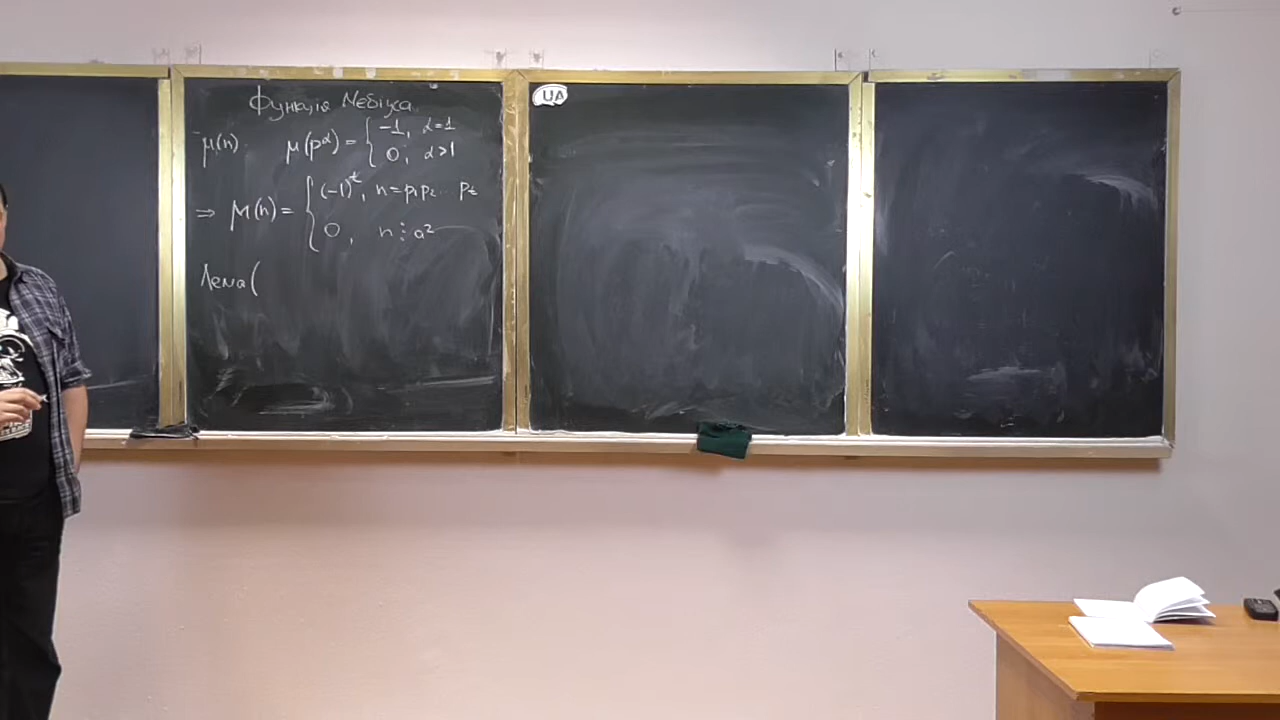 Функція Мебіуса.
μ(n) μ(p^α) = { -1, α=1
0, α>1
⇒ μ(n) = { (-1)^t, n=p₁p₂...p_t
0, n⋮a²
Лема (
UA